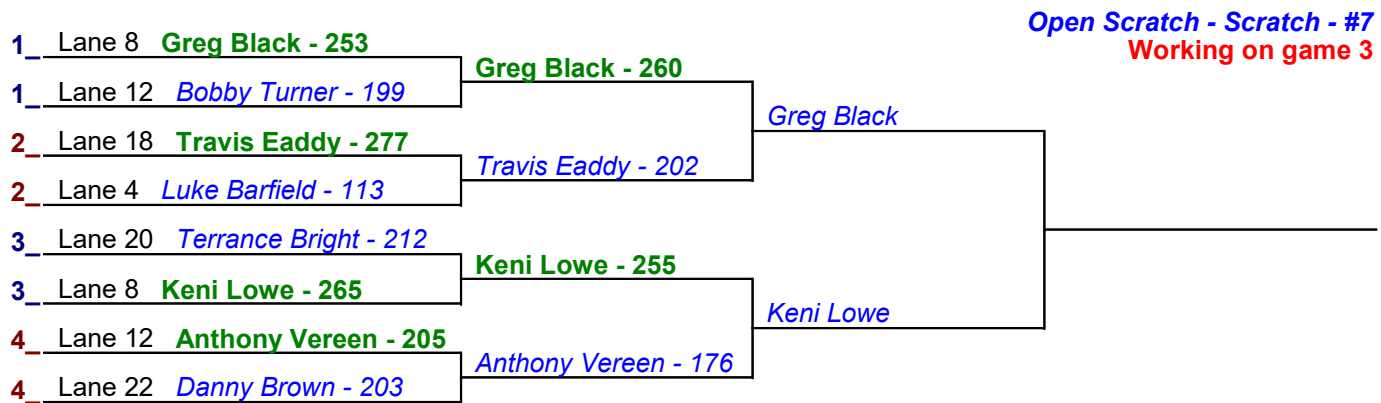 Open Scratch - Scratch - #7
Working on game 3
1_ Lane 8 Greg Black - 253
Greg Black - 260
1_ Lane 12 Bobby Turner - 199
Greg Black
2_ Lane 18 Travis Eaddy - 277
Travis Eaddy - 202
2_ Lane 4 Luke Barfield - 113
3_ Lane 20 Terrance Bright - 212
Keni Lowe - 255
3_ Lane 8 Keni Lowe - 265
Keni Lowe
4_ Lane 12 Anthony Vereen - 205
Anthony Vereen - 176
4_ Lane 22 Danny Brown - 203